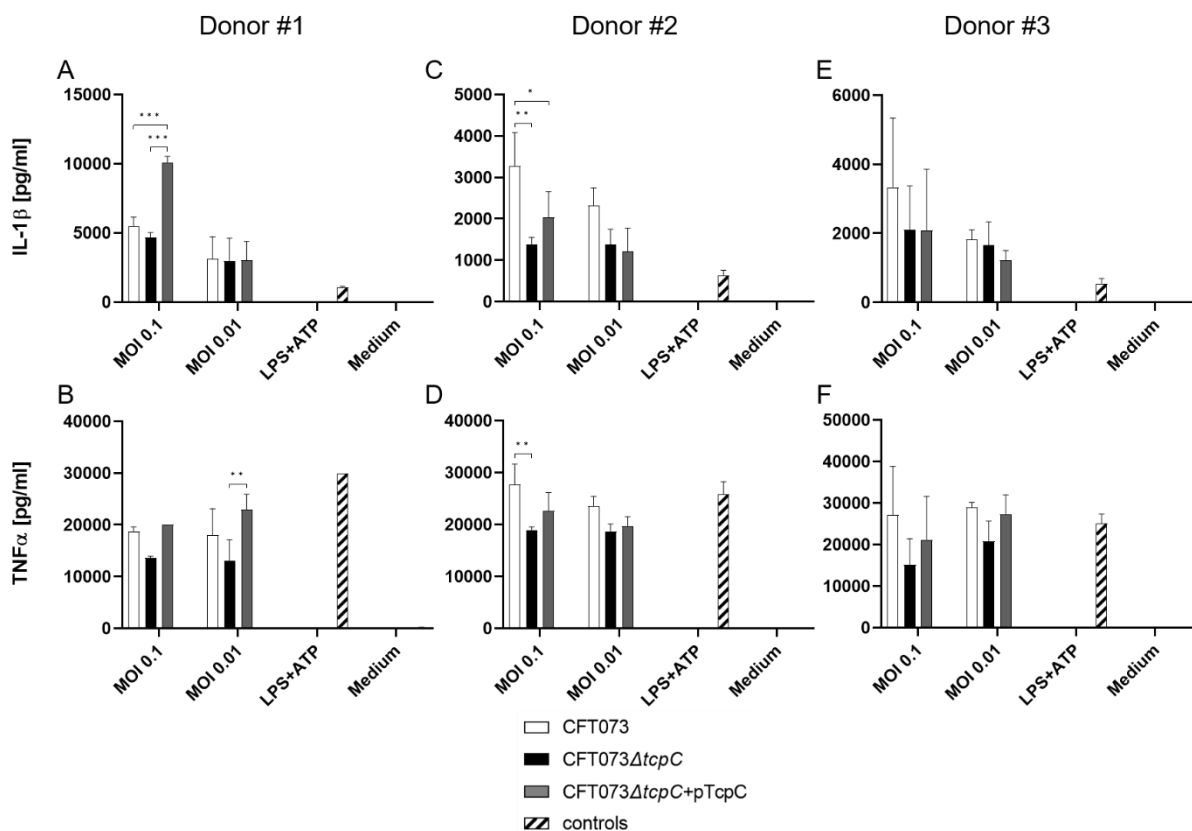 Donor #1
Donor #2
Donor #3
A
C
E
IL-1β [pg/ml]
15000
10000
5000
0
***
***
MOI 0.1
MOI 0.01
LPS+ATP
Medium
5000
4000
3000
2000
1000
0
*
**
MOI 0.1
MOI 0.01
LPS+ATP
Medium
6000
4000
2000
0
MOI 0.1
MOI 0.01
LPS+ATP
Medium
B
D
F
TNFα [pg/ml]
40000
30000
20000
10000
0
**
MOI 0.1
MOI 0.01
LPS+ATP
Medium
40000
30000
20000
10000
0
**
MOI 0.1
MOI 0.01
LPS+ATP
Medium
50000
40000
30000
20000
10000
0
MOI 0.1
MOI 0.01
LPS+ATP
Medium
CFT073
CFT073ΔtcpC
CFT073ΔtcpC+pTcpC
controls